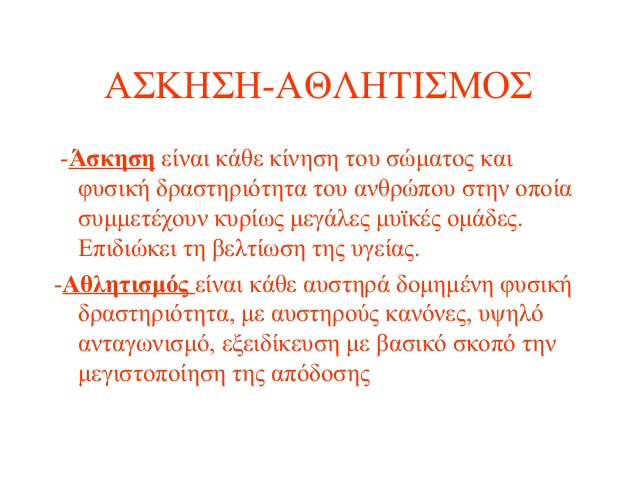 ΑΣΚΗΣΗ-ΑΘΛΗΤΙΣΜΟΣ
-Άσκηση είναι κάθε κίνηση του σώματος και
φυσική δραστηριότητα του ανθρώπου στην οποία
συμμετέχουν κυρίως μεγάλες μυϊκές ομάδες.
Επιδιώκει τη βελτίωση της υγείας.
-Αθλητισμός είναι κάθε αυστηρά δομημένη φυσική
δραστηριότητα, με αυστηρούς κανόνες, υψηλό
ανταγωνισμό, εξειδίκευση με βασικό σκοπό την
μεγιστοποίηση της απόδοσης